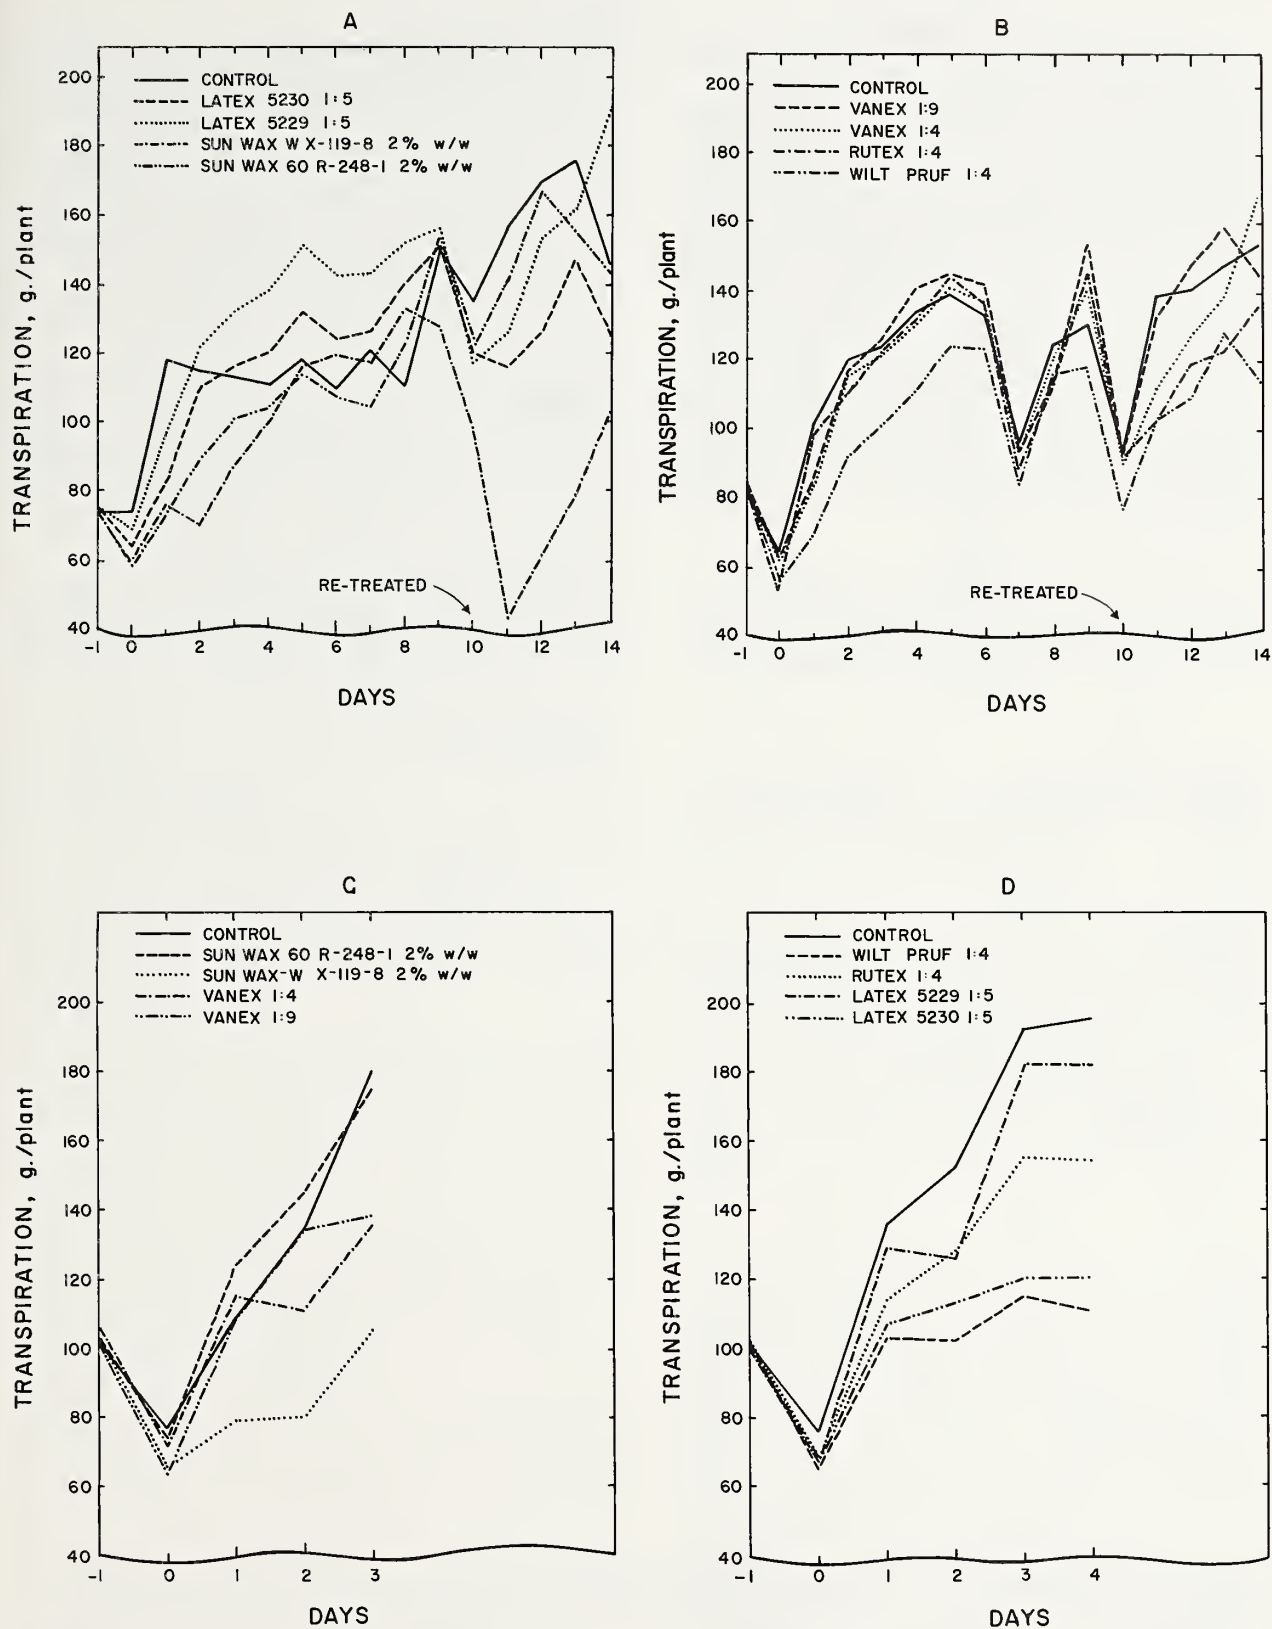 A
CONTROL
LATEX 5230 1:5
LATEX 5229 1:5
SUN WAX W X-119-8 2% w/w
SUN WAX 60 R-248-1 2% w/w
200
180
160
140
120
100
80
60
40
TRANSPIRATION, g./plant
RE-TREATED
-1 0 2 4 6 8 10 12 14
DAYS
B
CONTROL
VANEX 1:9
VANEX 1:4
RUTEX 1:4
WILT PRUF 1:4
200
180
160
140
120
100
80
60
40
TRANSPIRATION, g./plant
RE-TREATED
-1 0 2 4 6 8 10 12 14
DAYS
C
CONTROL
SUN WAX 60 R-248-1 2% w/w
SUN WAX-W X-119-8 2% w/w
VANEX 1:4
VANEX 1:9
200
180
160
140
120
100
80
60
40
TRANSPIRATION, g./plant
-1 0 1 2 3
DAYS
D
CONTROL
WILT PRUF 1:4
RUTEX 1:4
LATEX 5229 1:5
LATEX 5230 1:5
200
180
160
140
120
100
80
60
40
TRANSPIRATION, g./plant
-1 0 1 2 3 4
DAYS